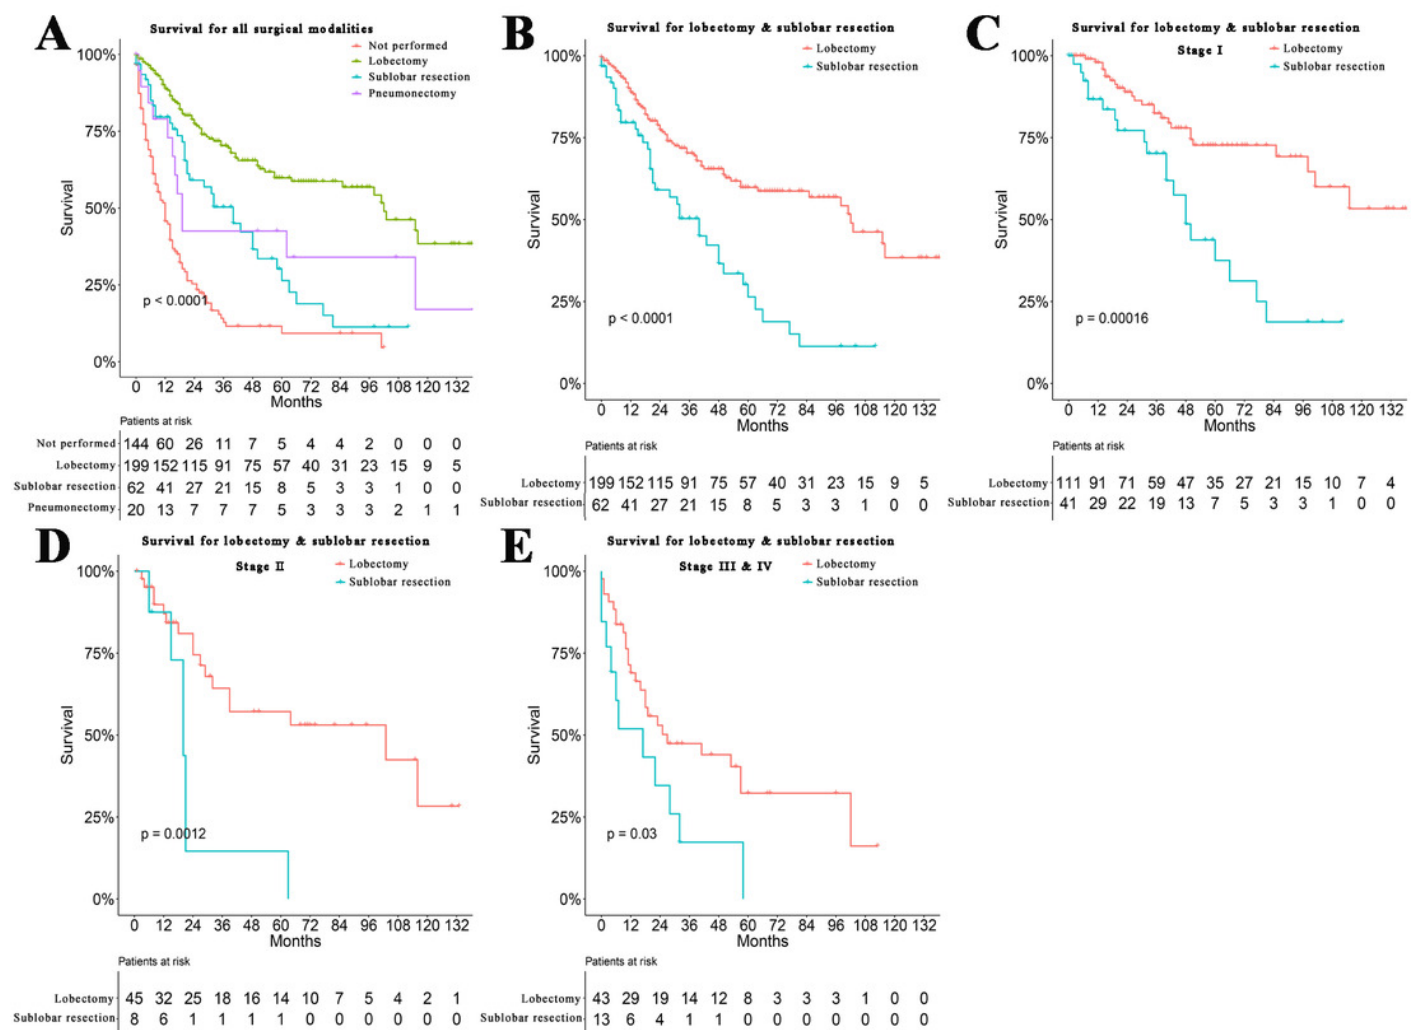 A
Survival for all surgical modalities
Not performed
Lobectomy
Sublobar resection
Pneumonectomy
100%
75%
50%
25%
0%
Survival
p < 0.0001
0 12 24 36 48 60 72 84 96 108 120 132
Months
Patients at risk
Not performed 144 60 26 11 7 5 4 4 2 0 0 0
Lobectomy 199 152 115 91 75 57 40 31 23 15 9 5
Sublobar resection 62 41 27 21 15 8 5 3 3 1 0 0
Pneumonectomy 20 13 7 7 7 5 3 3 3 2 1 1
B
Survival for lobectomy & sublobar resection
Lobectomy
Sublobar resection
100%
75%
50%
25%
0%
Survival
p < 0.0001
0 12 24 36 48 60 72 84 96 108 120 132
Months
Patients at risk
Lobectomy 199 152 115 91 75 57 40 31 23 15 9 5
Sublobar resection 62 41 27 21 15 8 5 3 3 1 0 0
C
Survival for lobectomy & sublobar resection
Stage I
Lobectomy
Sublobar resection
100%
75%
50%
25%
0%
Survival
p = 0.00016
0 12 24 36 48 60 72 84 96 108 120 132
Months
Patients at risk
Lobectomy 111 91 71 59 47 35 27 21 15 10 7 4
Sublobar resection 41 29 22 19 13 7 5 3 3 1 0 0
D
Survival for lobectomy & sublobar resection
Stage II
Lobectomy
Sublobar resection
100%
75%
50%
25%
0%
Survival
p = 0.0012
0 12 24 36 48 60 72 84 96 108 120 132
Months
Patients at risk
Lobectomy 45 32 25 18 16 14 10 7 5 4 2 1
Sublobar resection 8 6 1 1 1 1 0 0 0 0 0 0
E
Survival for lobectomy & sublobar resection
Stage III & IV
Lobectomy
Sublobar resection
100%
75%
50%
25%
0%
Survival
p = 0.03
0 12 24 36 48 60 72 84 96 108 120 132
Months
Patients at risk
Lobectomy 43 29 19 14 12 8 3 3 3 1 0 0
Sublobar resection 13 6 4 1 1 0 0 0 0 0 0 0